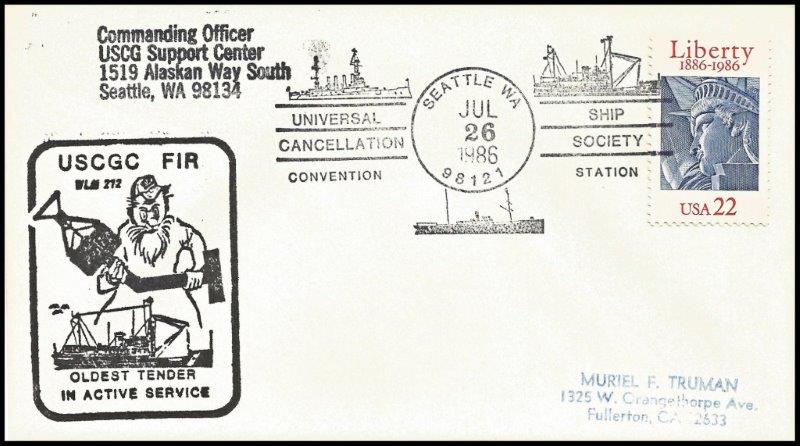 Commanding Officer
USCG Support Center
1519 Alaskan Way South
Seattle, WA 98134
UNIVERSAL
CANCELLATION
CONVENTION
SEATTLE WA
JUL
26
1986
98121
SHIP
SOCIETY
STATION
Liberty
1886-1986
USA 22
USCGC FIR
WLM 212
OLDEST TENDER
IN ACTIVE SERVICE
MURIEL F. TRUMAN
1325 W. Orangethorpe Ave.
Fullerton, CA 92633